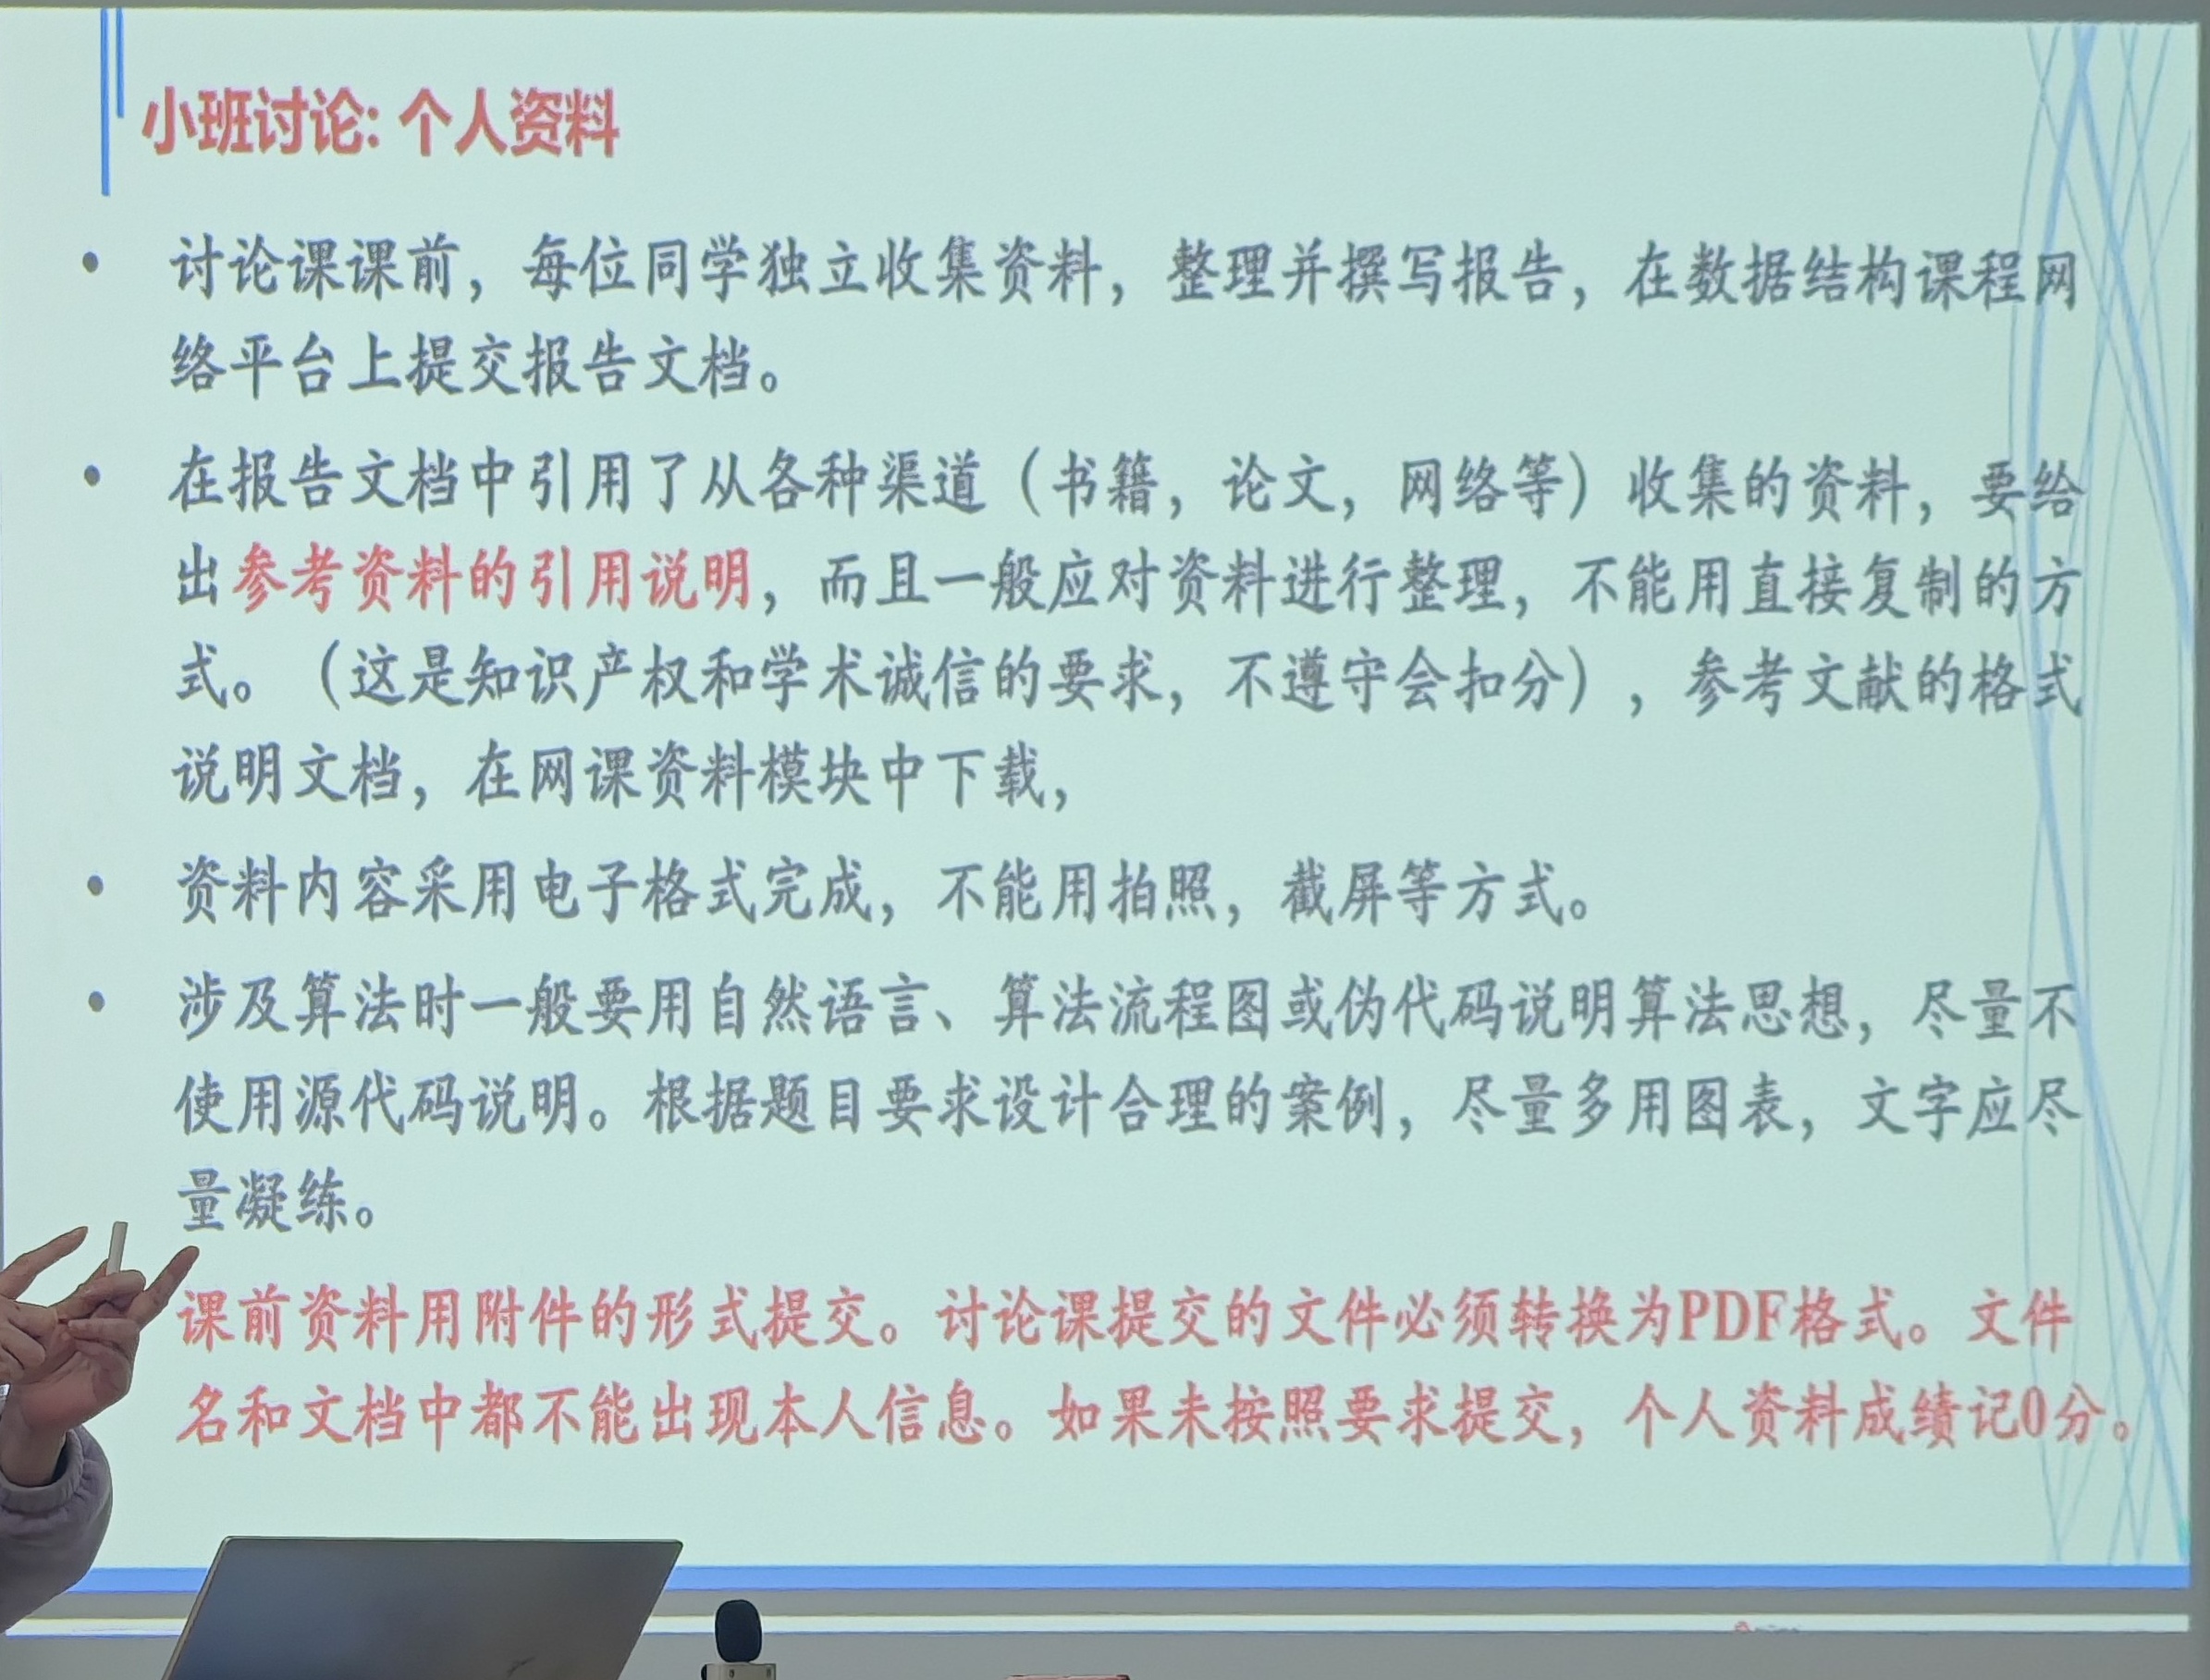 小班讨论: 个人资料
• 讨论课课前，每位同学独立收集资料，整理并撰写报告，在数据结构课程网
络平台上提交报告文档。
• 在报告文档中引用了从各种渠道（书籍，论文，网络等）收集的资料，要给
出参考资料的引用说明，而且一般应对资料进行整理，不能用直接复制的方
式。（这是知识产权和学术诚信的要求，不遵守会扣分），参考文献的格式
说明文档，在网课资料模块中下载，
• 资料内容采用电子格式完成，不能用拍照，截屏等方式。
• 涉及算法时一般要用自然语言、算法流程图或伪代码说明算法思想，尽量不
使用源代码说明。根据题目要求设计合理的案例，尽量多用图表，文字应尽
量凝练。
课前资料用附件的形式提交。讨论课提交的文件必须转换为PDF格式。文件
名和文档中都不能出现本人信息。如果未按照要求提交，个人资料成绩记0分。